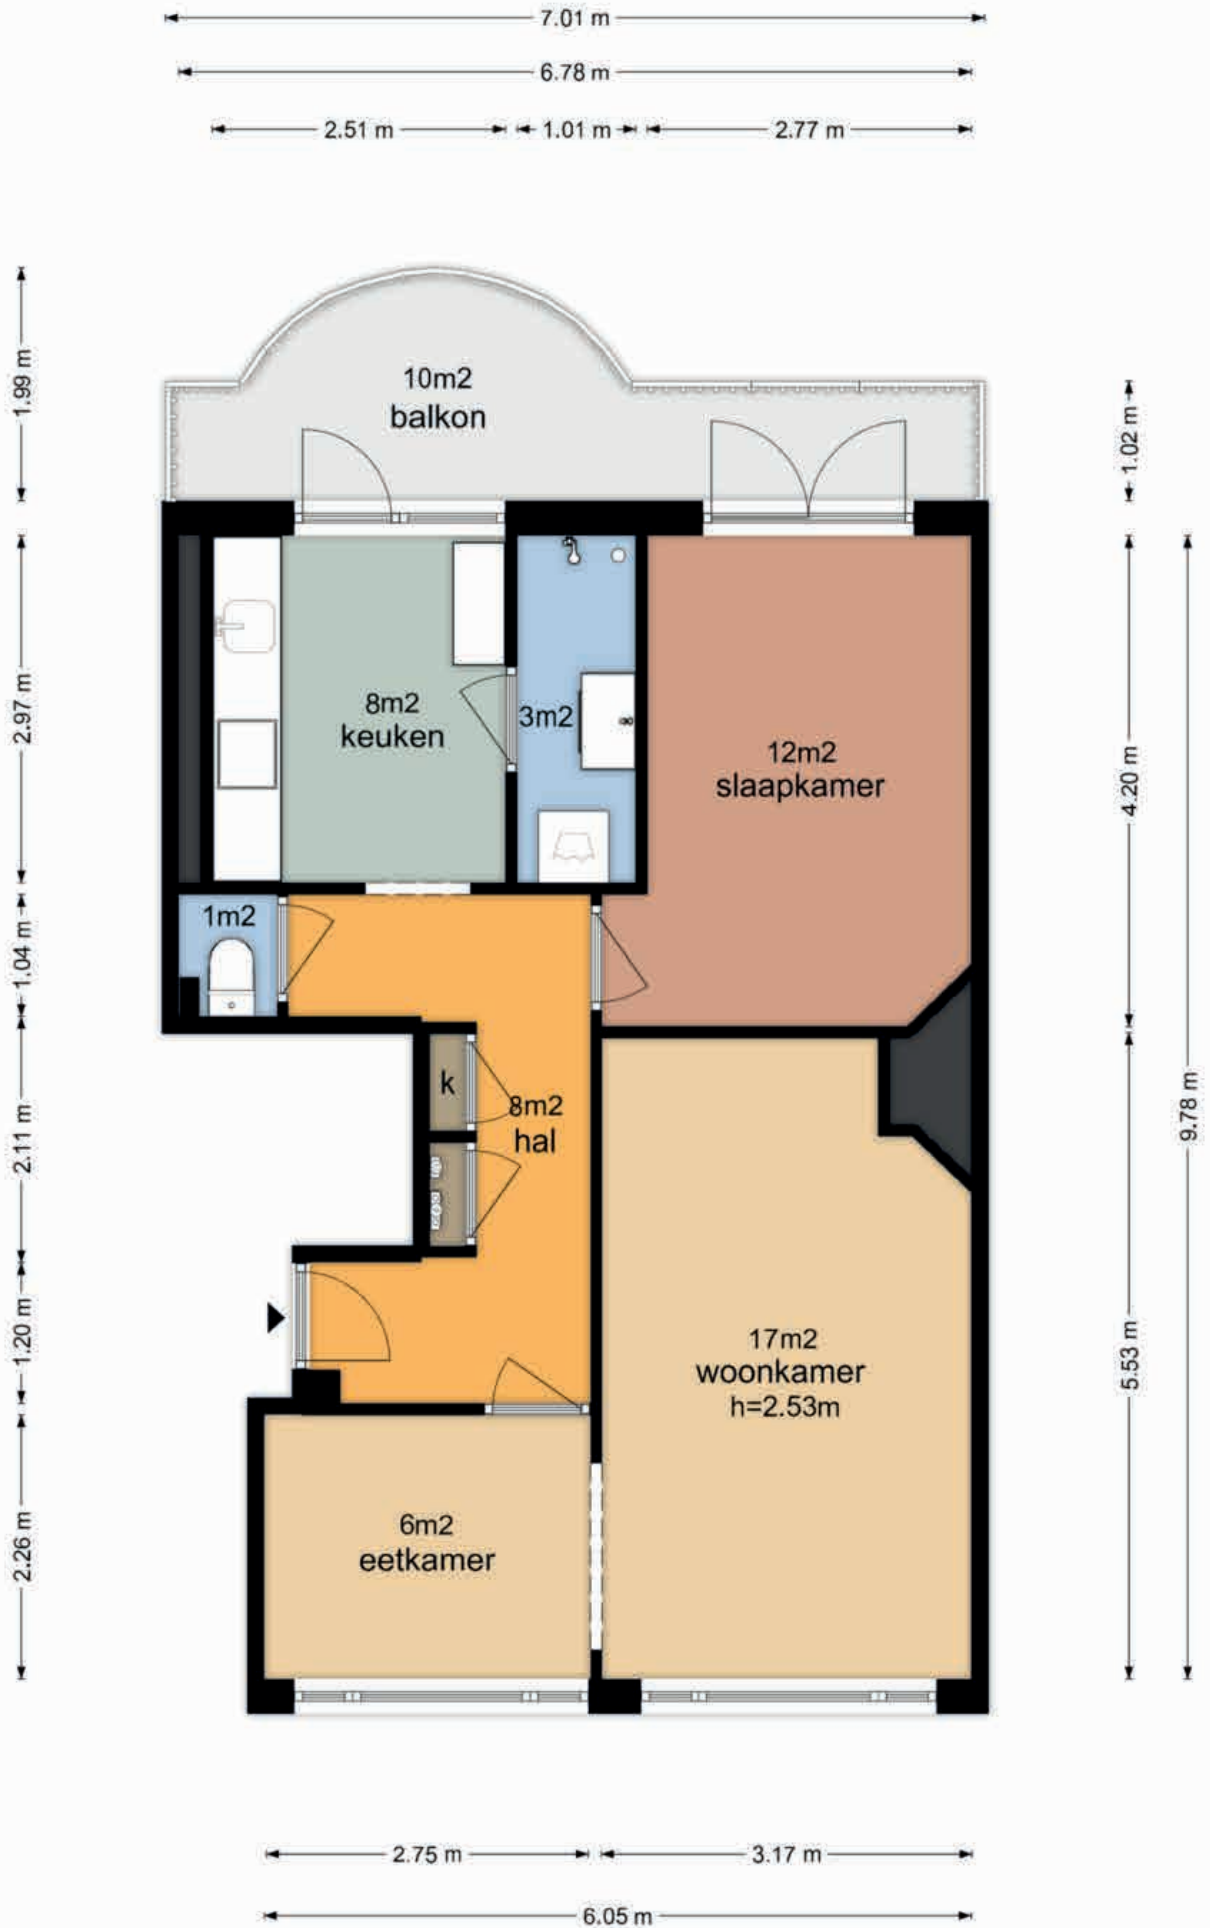 7.01 m
6.78 m
2.51 m
1.01 m
2.77 m
1.99 m
10m2
balkon
1.02 m
2.97 m
8m2
keuken
3m2
12m2
slaapkamer
4.20 m
1.04 m
1m2
k
8m2
hal
2.11 m
9.78 m
1.20 m
17m2
woonkamer
h=2.53m
5.53 m
2.26 m
6m2
eetkamer
2.75 m
3.17 m
6.05 m